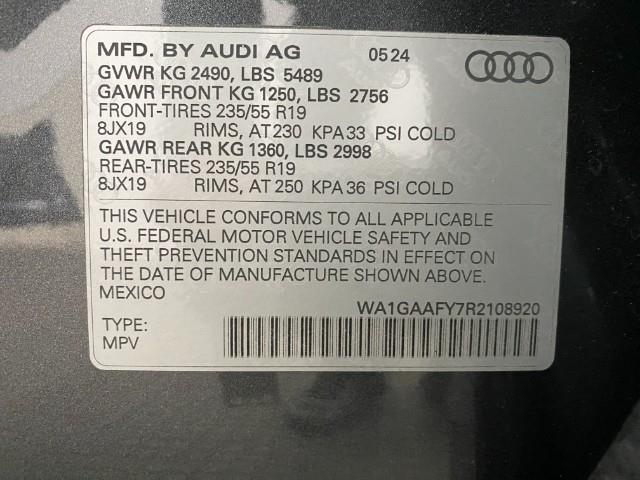 MFD. BY AUDI AG 05 24
GVWR KG 2490, LBS 5489
GAWR FRONT KG 1250, LBS 2756
FRONT-TIRES 235/55 R19
8JX19 RIMS, AT 230 KPA 33 PSI COLD
GAWR REAR KG 1360, LBS 2998
REAR-TIRES 235/55 R19
8JX19 RIMS, AT 250 KPA 36 PSI COLD
THIS VEHICLE CONFORMS TO ALL APPLICABLE
U.S. FEDERAL MOTOR VEHICLE SAFETY AND
THEFT PREVENTION STANDARDS IN EFFECT ON
THE DATE OF MANUFACTURE SHOWN ABOVE.
MEXICO
WA1GAAFY7R2108920
TYPE:
MPV